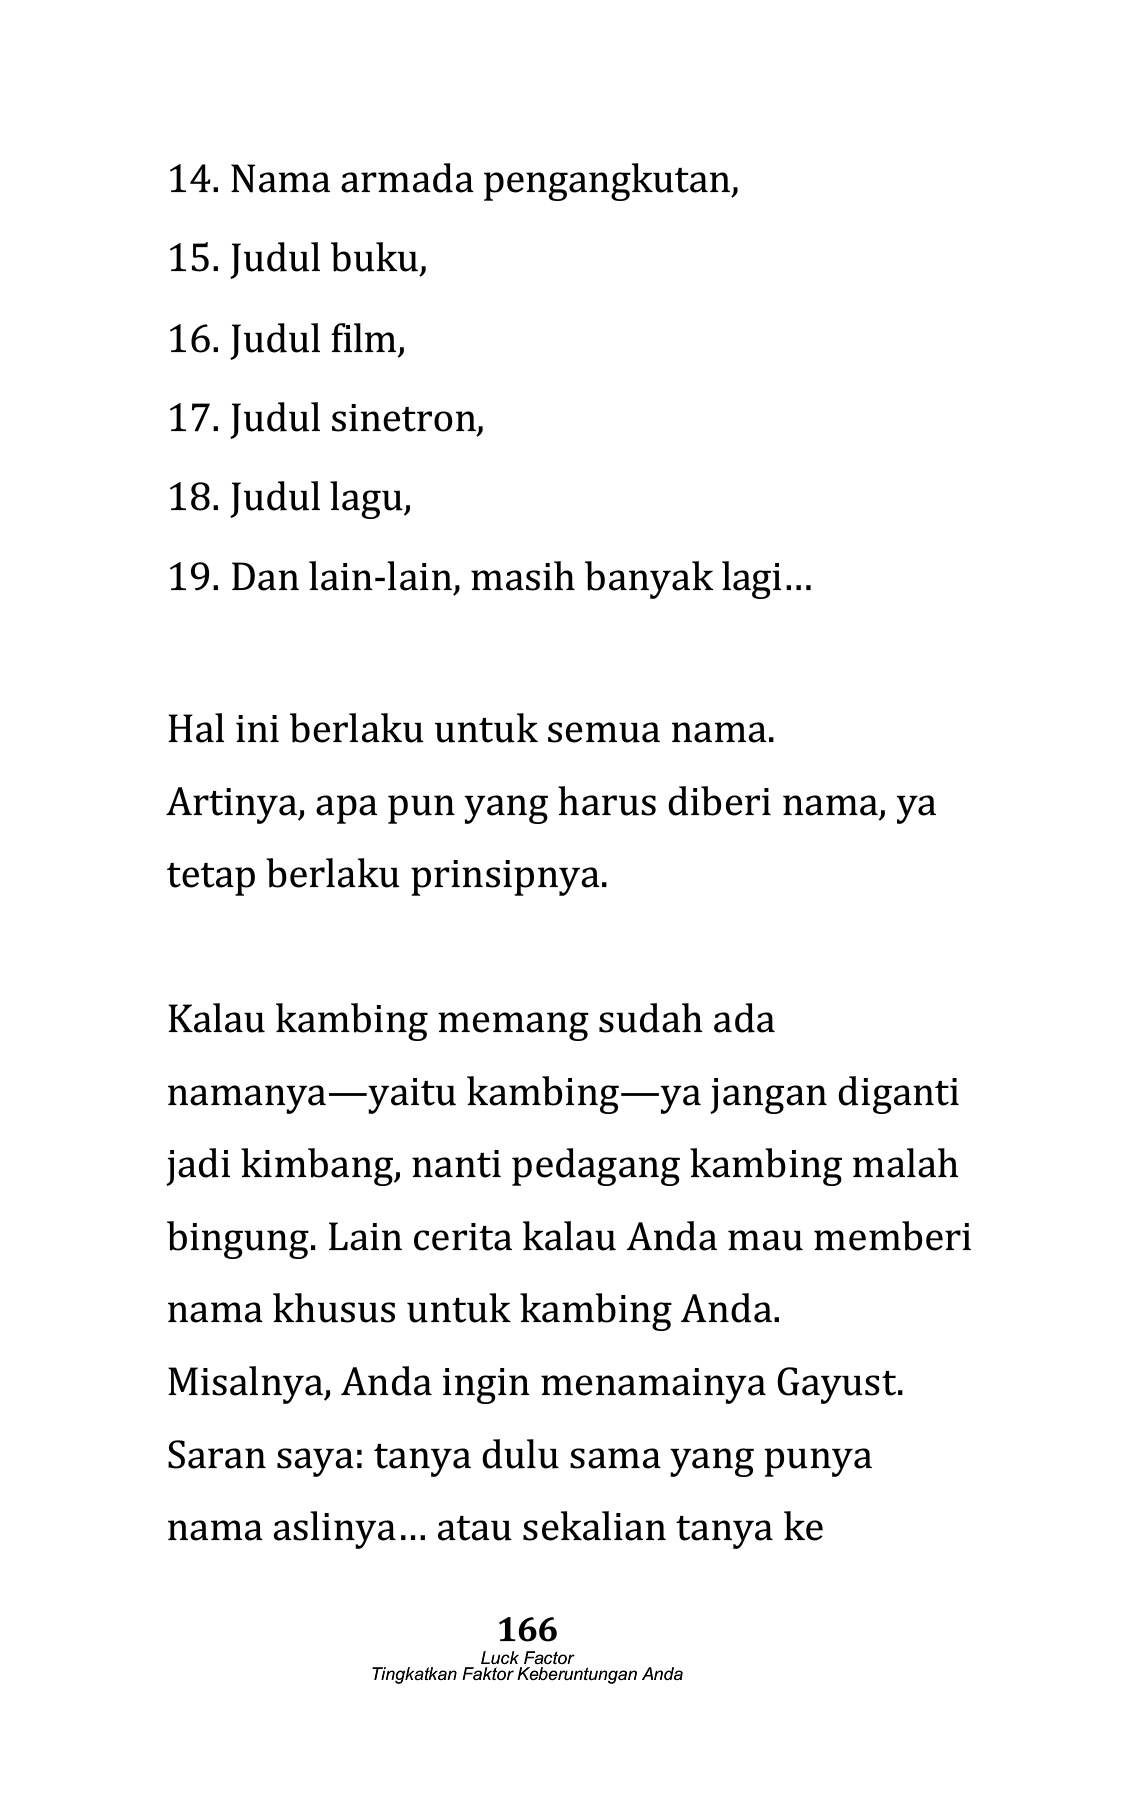 14. Nama armada pengangkutan,
15. Judul buku,
16. Judul film,
17. Judul sinetron,
18. Judul lagu,
19. Dan lain-lain, masih banyak lagi…
Hal ini berlaku untuk semua nama.
Artinya, apa pun yang harus diberi nama, ya
tetap berlaku prinsipnya.
Kalau kambing memang sudah ada
namanya—yaitu kambing—ya jangan diganti
jadi kimbang, nanti pedagang kambing malah
bingung. Lain cerita kalau Anda mau memberi
nama khusus untuk kambing Anda.
Misalnya, Anda ingin menamainya Gayust.
Saran saya: tanya dulu sama yang punya
nama aslinya… atau sekalian tanya ke
166
Luck Factor
Tingkatkan Faktor Keberuntungan Anda